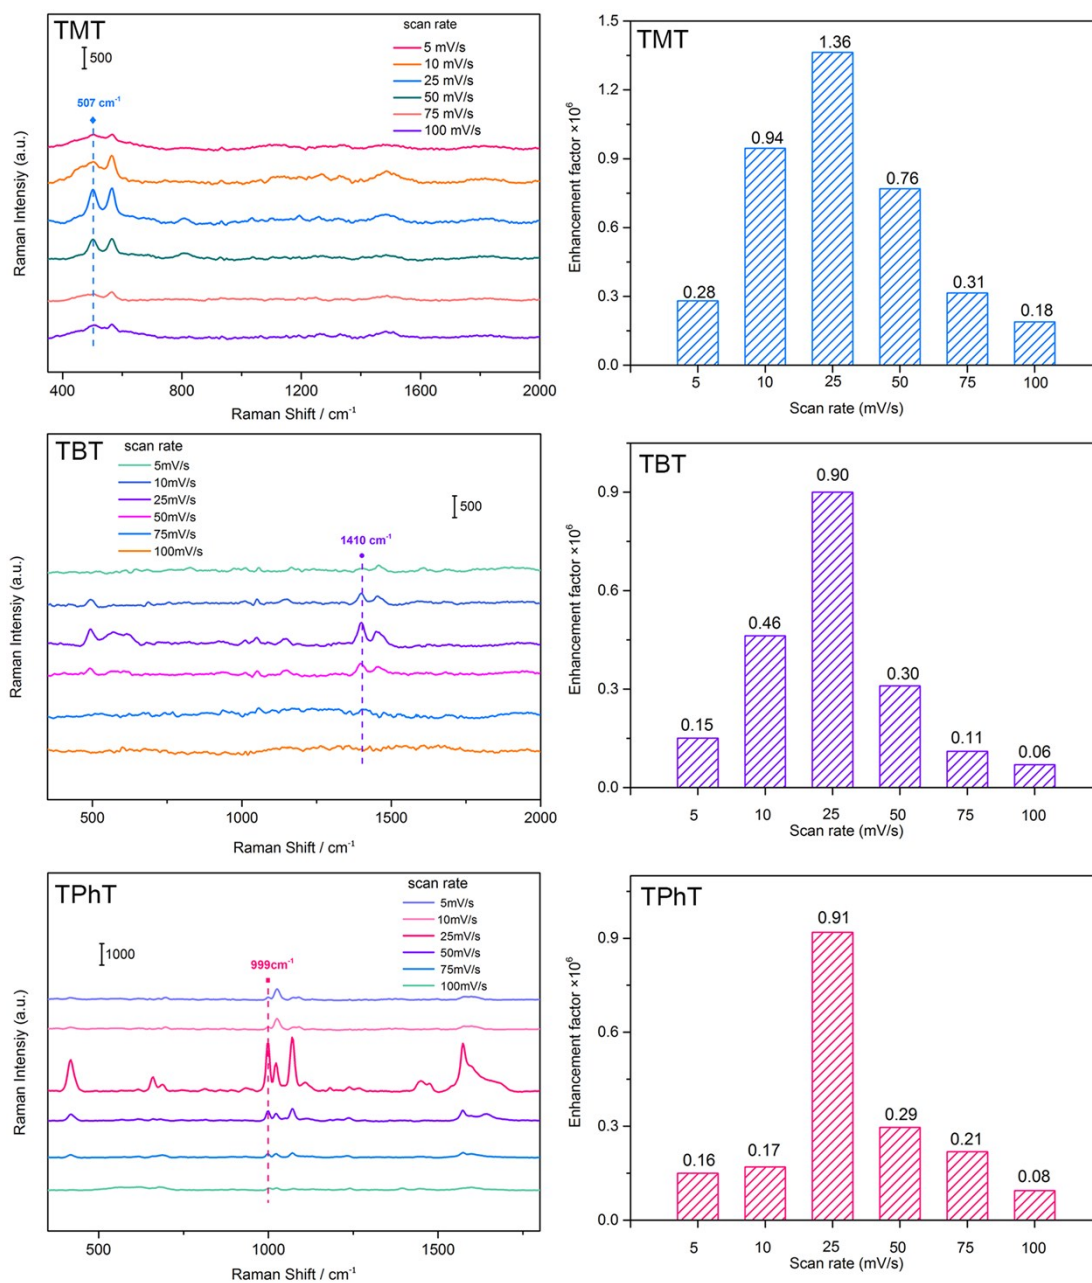 TMT
scan rate
500
5 mV/s
10 mV/s
25 mV/s
50 mV/s
75 mV/s
100 mV/s
507 cm-1
Raman Intensiy (a.u.)
400 800 1200 1600 2000
Raman Shift / cm-1
TMT
Enhancement factor ×10⁶
1.5
1.2
0.9
0.6
0.3
0.0
0.28
0.94
1.36
0.76
0.31
0.18
5 10 25 50 75 100
Scan rate (mV/s)
TBT
scan rate
5mV/s
10mV/s
25mV/s
50mV/s
75mV/s
100mV/s
500
1410 cm-1
Raman Intensiy (a.u.)
500 1000 1500 2000
Raman Shift / cm-1
TBT
Enhancement factor ×10⁶
0.9
0.6
0.3
0.0
0.15
0.46
0.90
0.30
0.11
0.06
5 10 25 50 75 100
Scan rate (mV/s)
TPhT
scan rate
5mV/s
10mV/s
25mV/s
50mV/s
75mV/s
100mV/s
1000
999cm-1
Raman Intensiy (a.u.)
500 1000 1500
Raman Shift / cm-1
TPhT
Enhancement factor ×10⁶
0.9
0.6
0.3
0.0
0.16
0.17
0.91
0.29
0.21
0.08
5 10 25 50 75 100
Scan rate (mV/s)